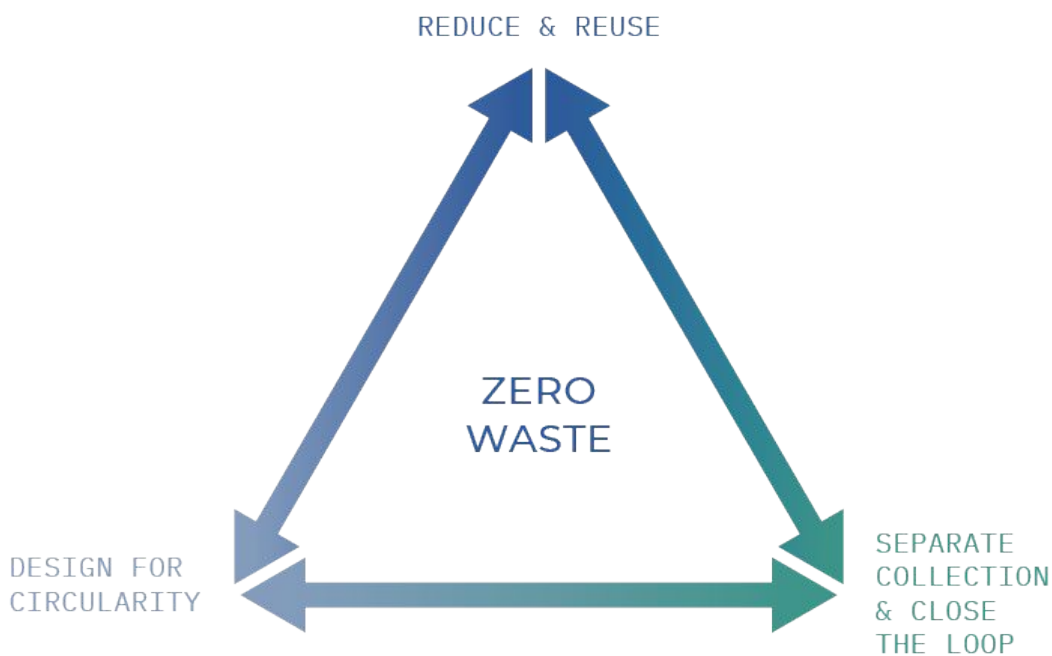 REDUCE & REUSE
ZERO
WASTE
DESIGN FOR
CIRCULARITY
SEPARATE
COLLECTION
& CLOSE
THE LOOP